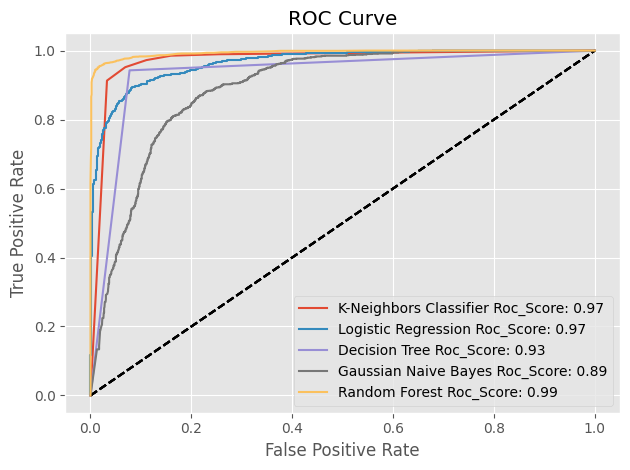 ROC Curve
True Positive Rate
1.0
0.8
0.6
0.4
0.2
0.0
K-Neighbors Classifier Roc_Score: 0.97
Logistic Regression Roc_Score: 0.97
Decision Tree Roc_Score: 0.93
Gaussian Naive Bayes Roc_Score: 0.89
Random Forest Roc_Score: 0.99
0.0 0.2 0.4 0.6 0.8 1.0
False Positive Rate